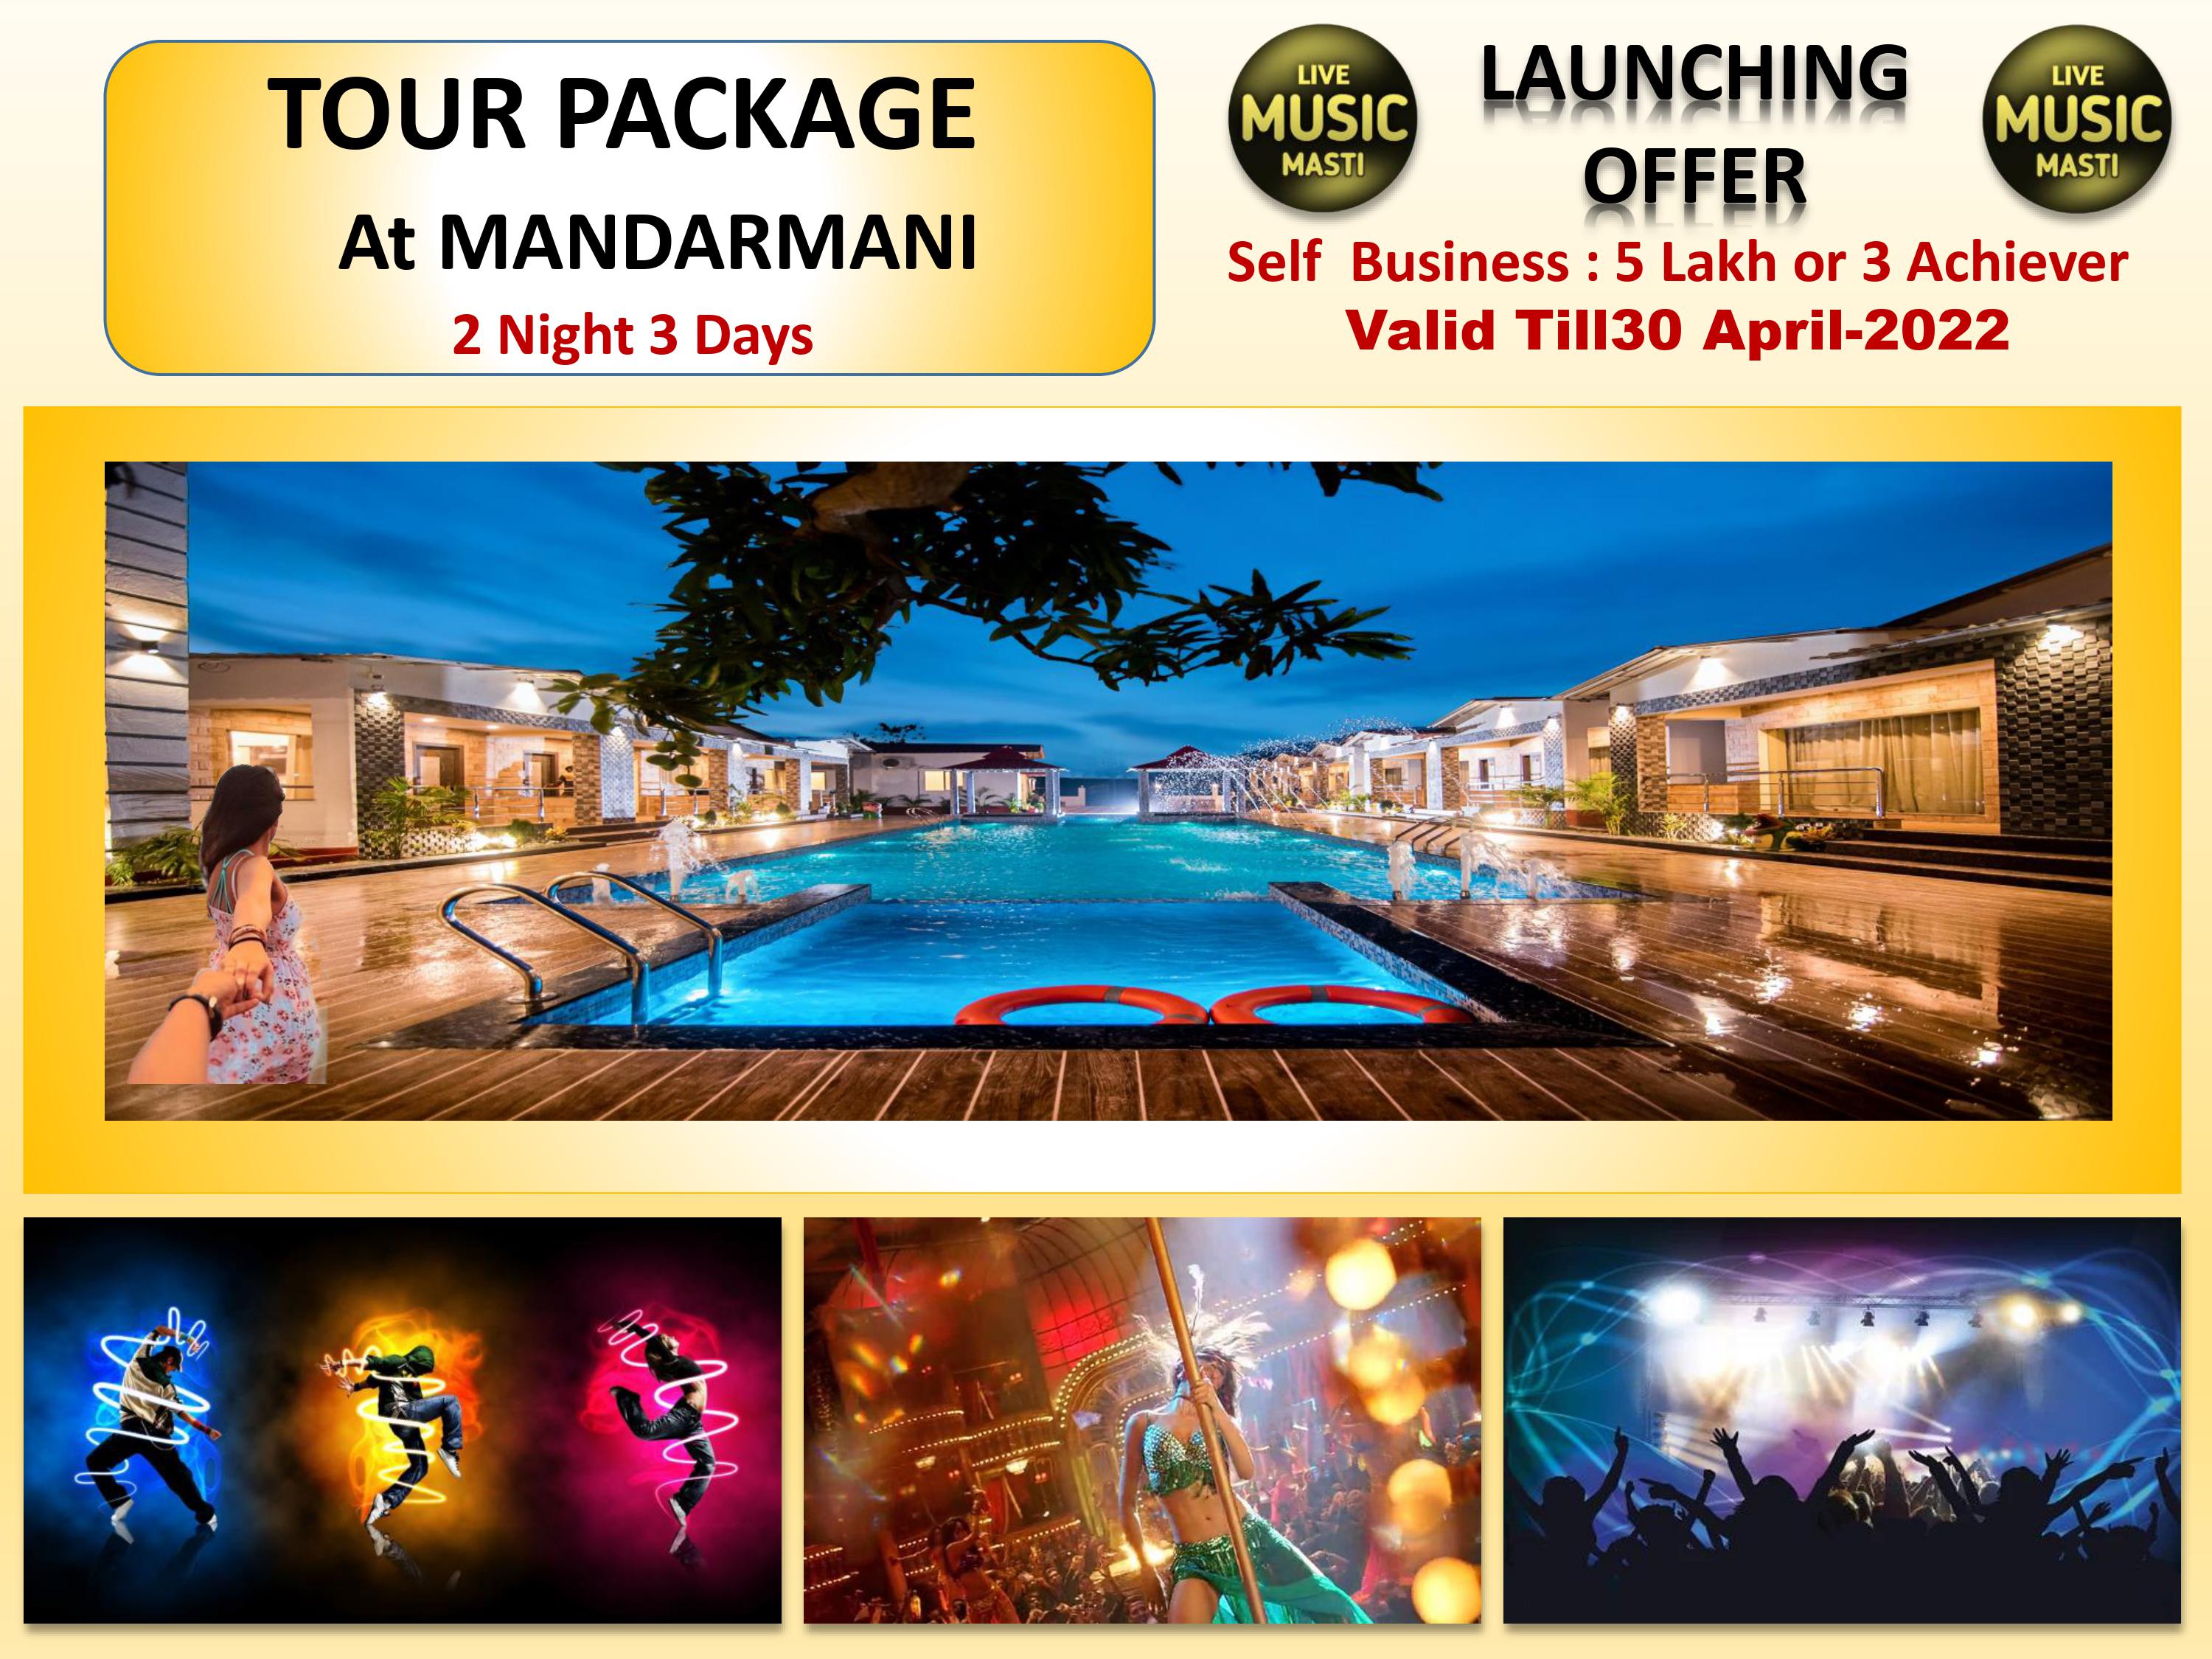 TOUR PACKAGE
At MANDARMANI
2 Night 3 Days
LIVE
MUSIC
MASTI
LAUNCHING
OFFER
LIVE
MUSIC
MASTI
Self  Business : 5 Lakh or 3 Achiever
Valid Till30 April-2022